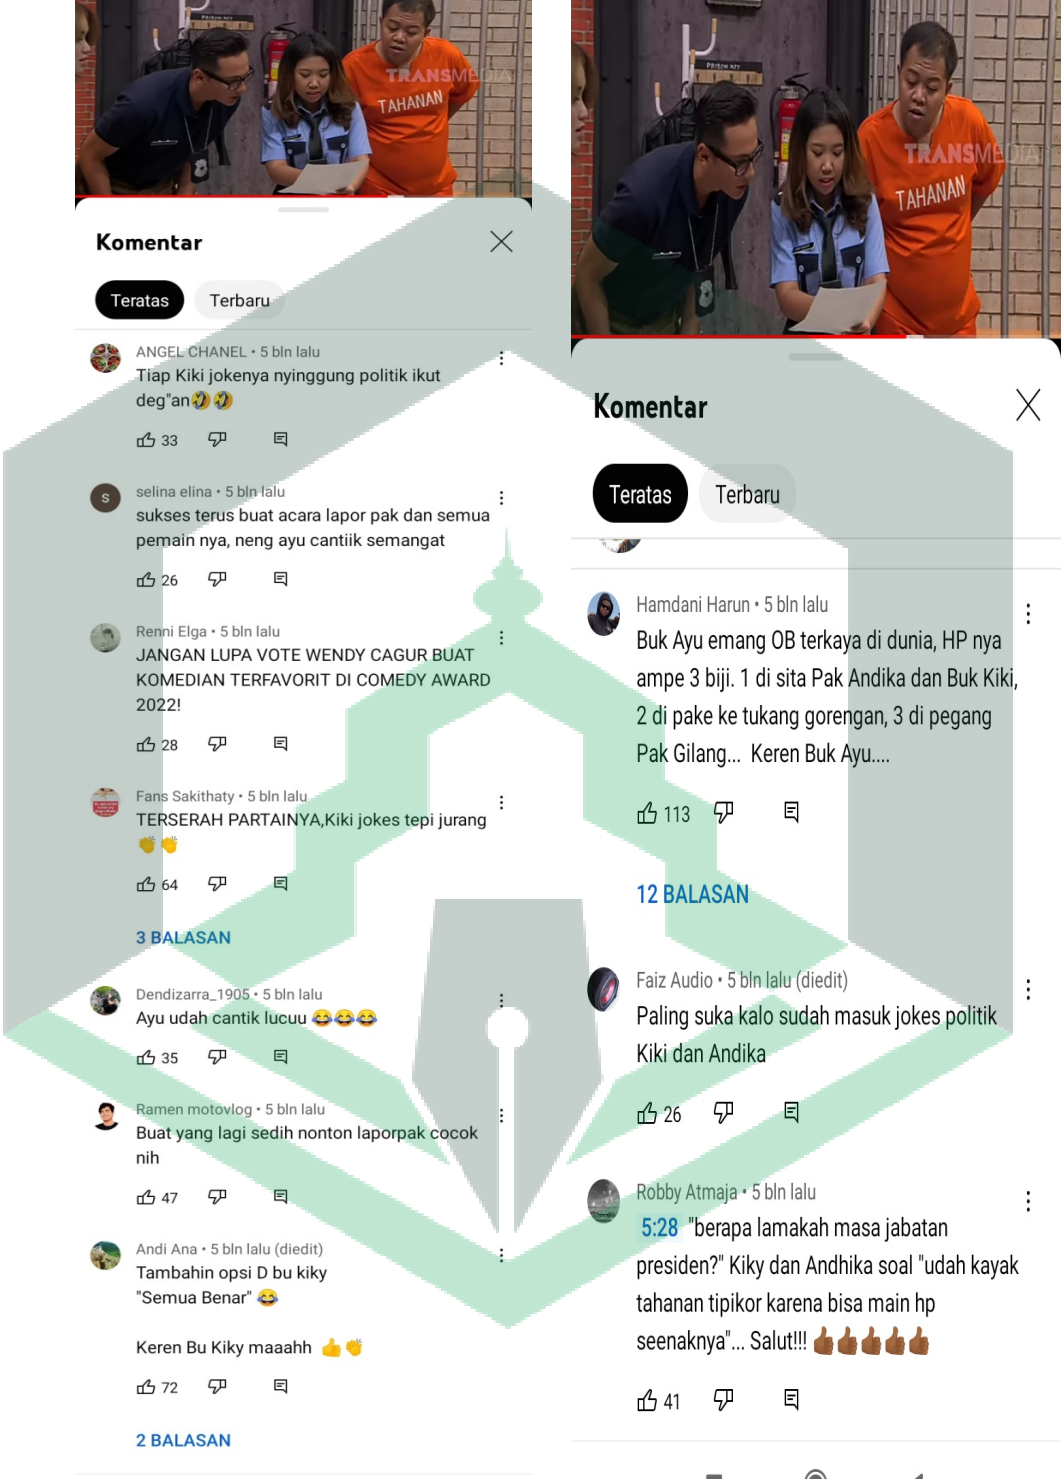 PRISON KEY
TRANSMEDIA
TAHANAN
Komentar
Teratas
Terbaru
ANGEL CHANEL • 5 bln lalu
Tiap Kiki jokenya nyinggung politik ikut
deg"an🤣🤣
33
S
selina elina • 5 bln lalu
sukses terus buat acara lapor pak dan semua
pemain nya, neng ayu cantiik semangat
26
Renni Elga • 5 bln lalu
JANGAN LUPA VOTE WENDY CAGUR BUAT
KOMEDIAN TERFAVORIT DI COMEDY AWARD
2022!
28
Fans Sakithaty • 5 bln lalu
TERSERAH PARTAINYA,Kiki jokes tepi jurang
👏👏
64
3 BALASAN
Dendizarra_1905 • 5 bln lalu
Ayu udah cantik lucuu 😂😂😂
35
Ramen motovlog • 5 bln lalu
Buat yang lagi sedih nonton laporpak cocok
nih
47
Andi Ana • 5 bln lalu (diedit)
Tambahin opsi D bu kiky
"Semua Benar" 😂
Keren Bu Kiky maaahh 👍👏
72
2 BALASAN
PRISON KEY
TRANSMEDIA
TAHANAN
Komentar
Teratas
Terbaru
Hamdani Harun • 5 bln lalu
Buk Ayu emang OB terkaya di dunia, HP nya
ampe 3 biji. 1 di sita Pak Andika dan Buk Kiki,
2 di pake ke tukang gorengan, 3 di pegang
Pak Gilang... Keren Buk Ayu....
113
12 BALASAN
Faiz Audio • 5 bln lalu (diedit)
Paling suka kalo sudah masuk jokes politik
Kiki dan Andika
26
Robby Atmaja • 5 bln lalu
5:28 "berapa lamakah masa jabatan
presiden?" Kiky dan Andhika soal "udah kayak
tahanan tipikor karena bisa main hp
seenaknya"... Salut!!! 👍🏾👍🏾👍🏾👍🏾👍🏾
41